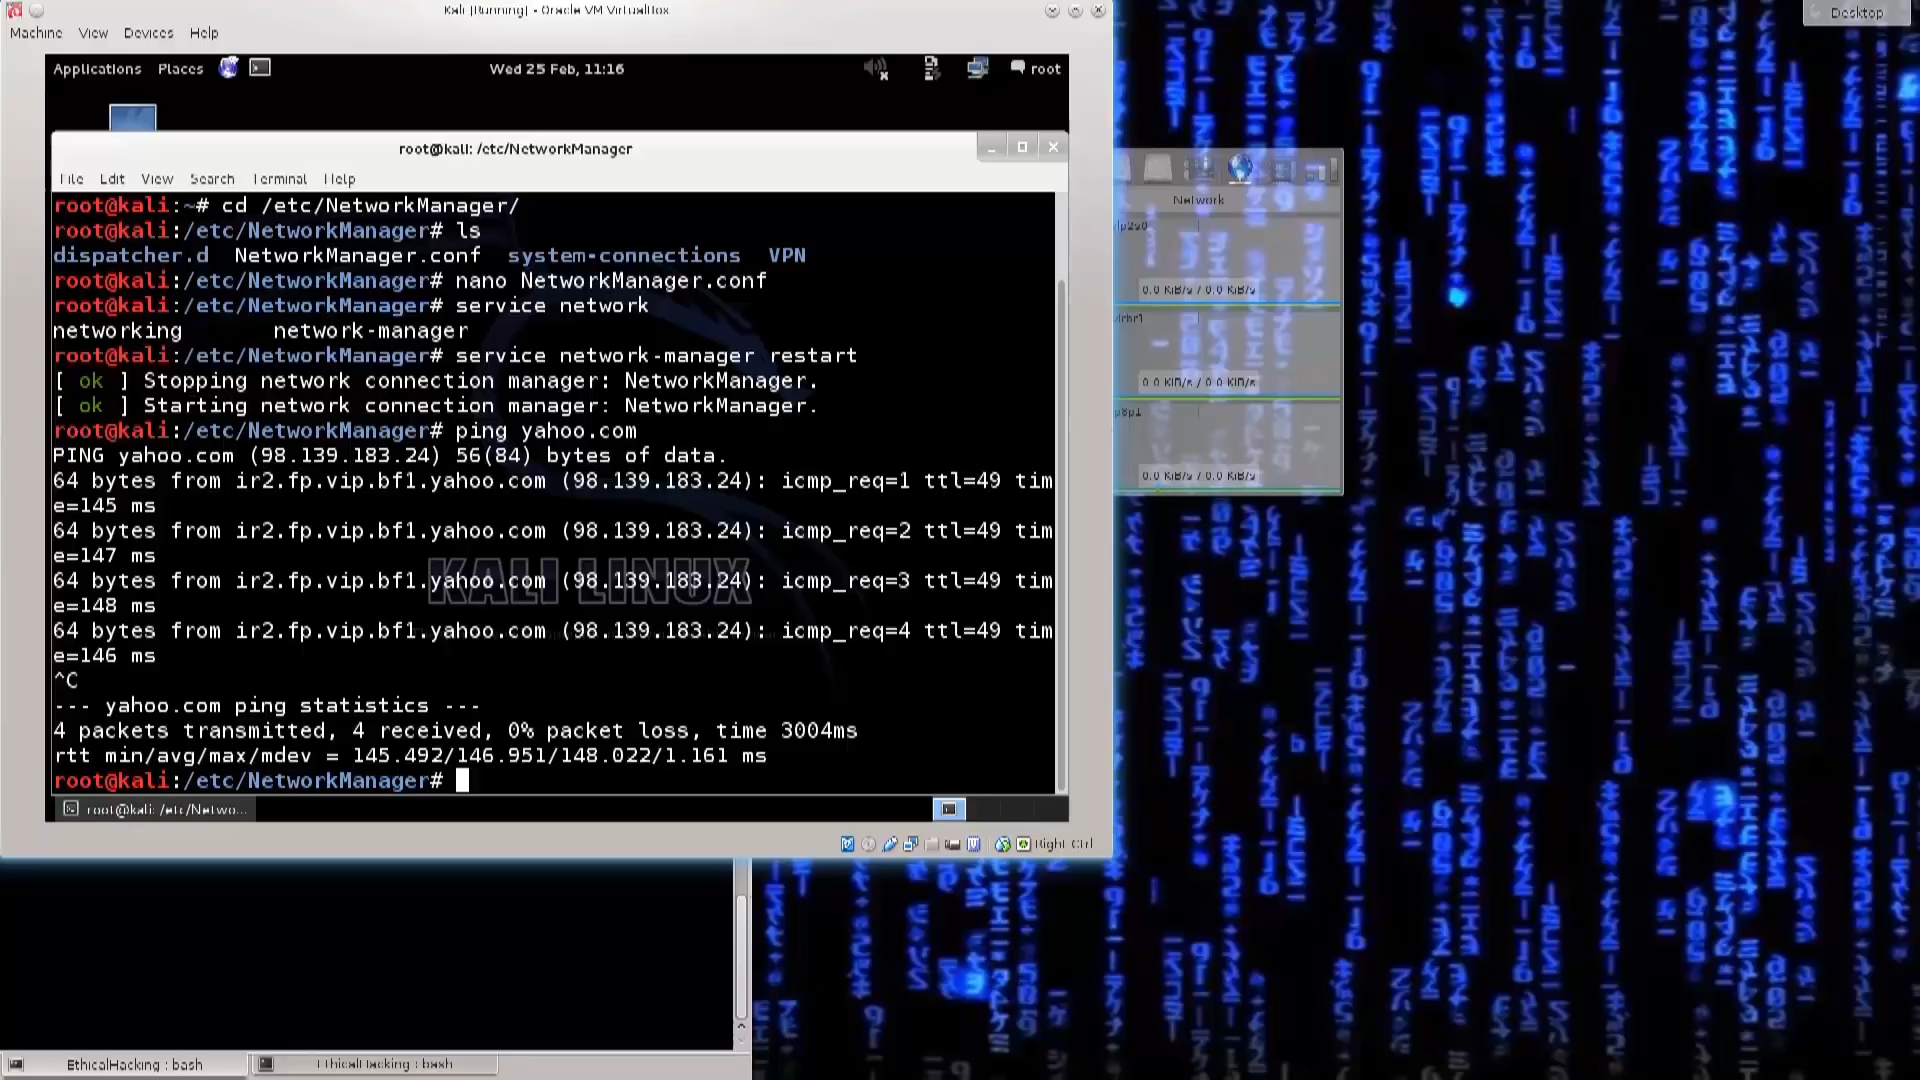 Kali [Running] - Oracle VM VirtualBox
Machine View Devices Help
Desktop
Applications Places Wed 25 Feb, 11:16 root
root@kali: /etc/NetworkManager
File Edit View Search Terminal Help
root@kali:~# cd /etc/NetworkManager/
root@kali:/etc/NetworkManager# ls
dispatcher.d NetworkManager.conf system-connections VPN
root@kali:/etc/NetworkManager# nano NetworkManager.conf
root@kali:/etc/NetworkManager# service network
networking network-manager
root@kali:/etc/NetworkManager# service network-manager restart
[ ok ] Stopping network connection manager: NetworkManager.
[ ok ] Starting network connection manager: NetworkManager.
root@kali:/etc/NetworkManager# ping yahoo.com
PING yahoo.com (98.139.183.24) 56(84) bytes of data.
64 bytes from ir2.fp.vip.bf1.yahoo.com (98.139.183.24): icmp_req=1 ttl=49 tim
e=145 ms
64 bytes from ir2.fp.vip.bf1.yahoo.com (98.139.183.24): icmp_req=2 ttl=49 tim
e=147 ms
64 bytes from ir2.fp.vip.bf1.yahoo.com (98.139.183.24): icmp_req=3 ttl=49 tim
e=148 ms
64 bytes from ir2.fp.vip.bf1.yahoo.com (98.139.183.24): icmp_req=4 ttl=49 tim
e=146 ms
^C
--- yahoo.com ping statistics ---
4 packets transmitted, 4 received, 0% packet loss, time 3004ms
rtt min/avg/max/mdev = 145.492/146.951/148.022/1.161 ms
root@kali:/etc/NetworkManager#
KALI LINUX
root@kali: /etc/Netwo...
Right Ctrl
Network
0.0 KiB/s / 0.0 KiB/s
0.0 KiB/s / 0.0 KiB/s
0.0 KiB/s / 0.0 KiB/s
EthicalHacking : bash
EthicalHacking : bash